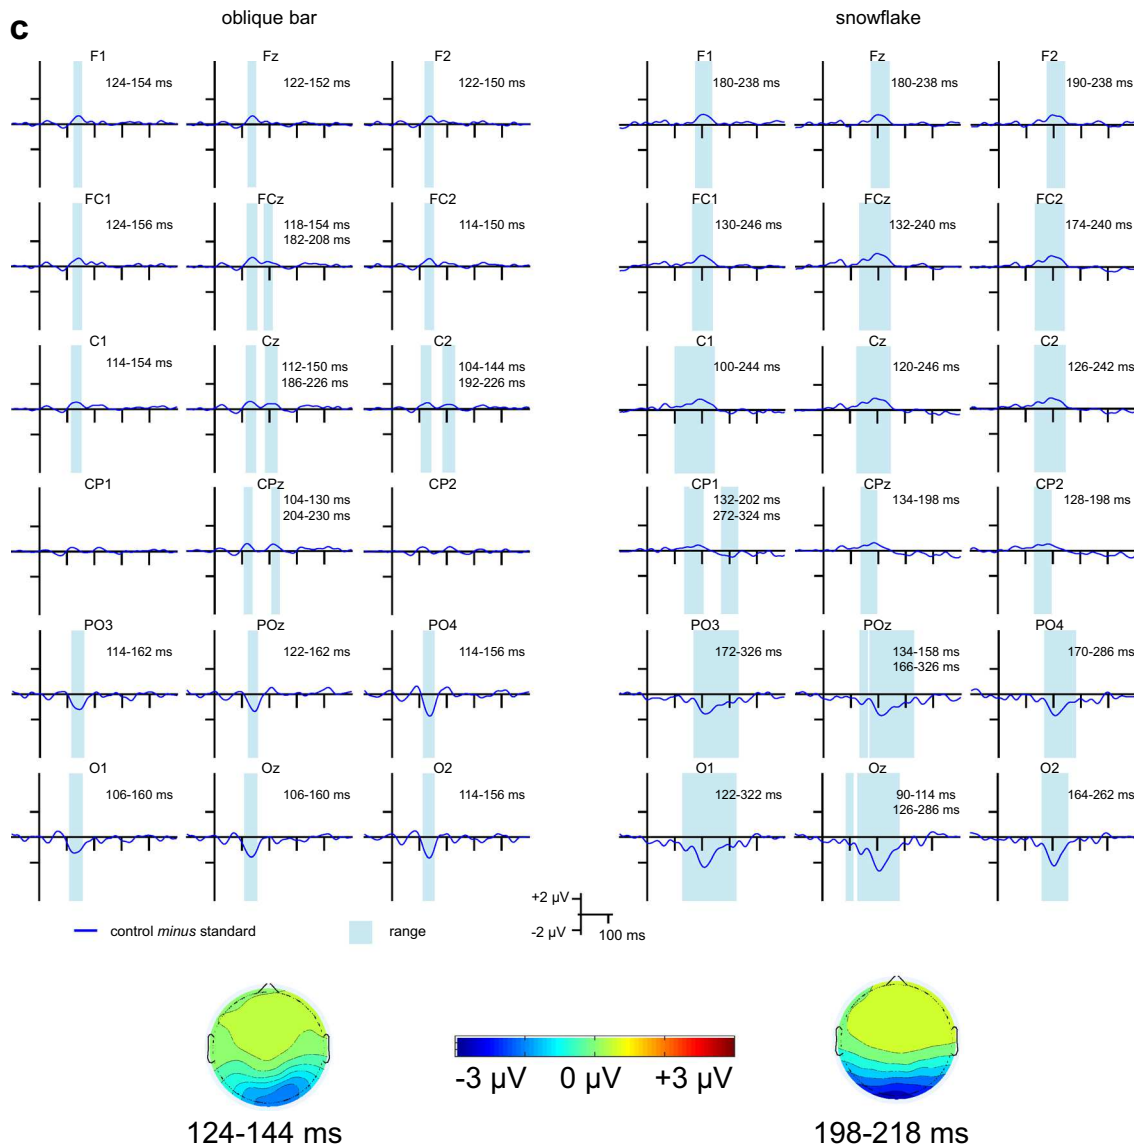 c
oblique bar
snowflake
F1
Fz
F2
F1
Fz
F2
124-154 ms
122-152 ms
122-150 ms
180-238 ms
180-238 ms
190-238 ms
FC1
FCz
FC2
FC1
FCz
FC2
124-156 ms
118-154 ms
182-208 ms
114-150 ms
130-246 ms
132-240 ms
174-240 ms
C1
Cz
C2
C1
Cz
C2
114-154 ms
112-150 ms
186-226 ms
104-144 ms
192-226 ms
100-244 ms
120-246 ms
126-242 ms
CP1
CPz
CP2
CP1
CPz
CP2
104-130 ms
204-230 ms
132-202 ms
272-324 ms
134-198 ms
128-198 ms
PO3
POz
PO4
PO3
POz
PO4
114-162 ms
122-162 ms
114-156 ms
172-326 ms
134-158 ms
166-326 ms
170-286 ms
O1
Oz
O2
O1
Oz
O2
106-160 ms
106-160 ms
114-156 ms
122-322 ms
90-114 ms
126-286 ms
164-262 ms
control minus standard
range
+2 µV
-2 µV
100 ms
-3 µV
0 µV
+3 µV
124-144 ms
198-218 ms